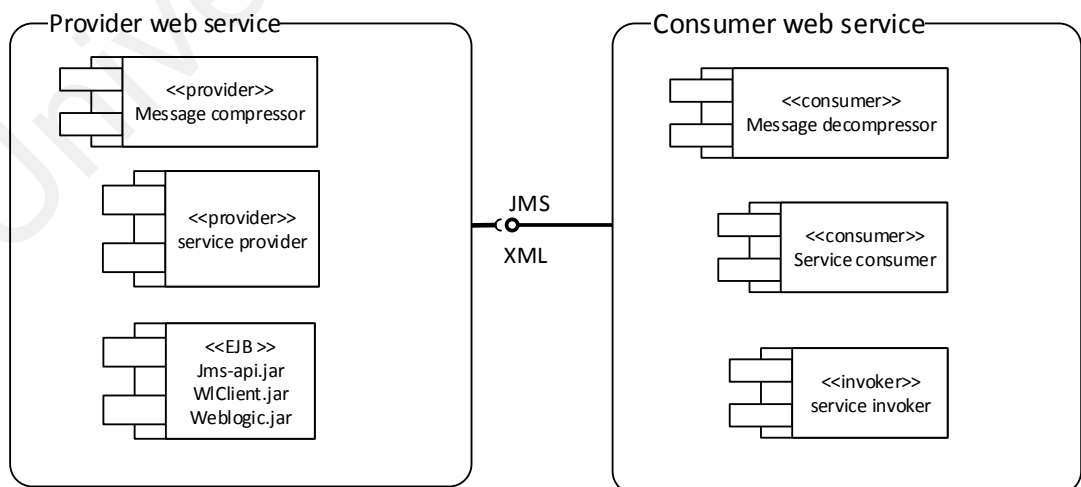 Provider web service
<<provider>>
Message compressor
<<provider>>
service provider
<<EJB >>
Jms-api.jar
WlClient.jar
Weblogic.jar
JMS
XML
Consumer web service
<<consumer>>
Message decompressor
<<consumer>>
Service consumer
<<invoker>>
service invoker